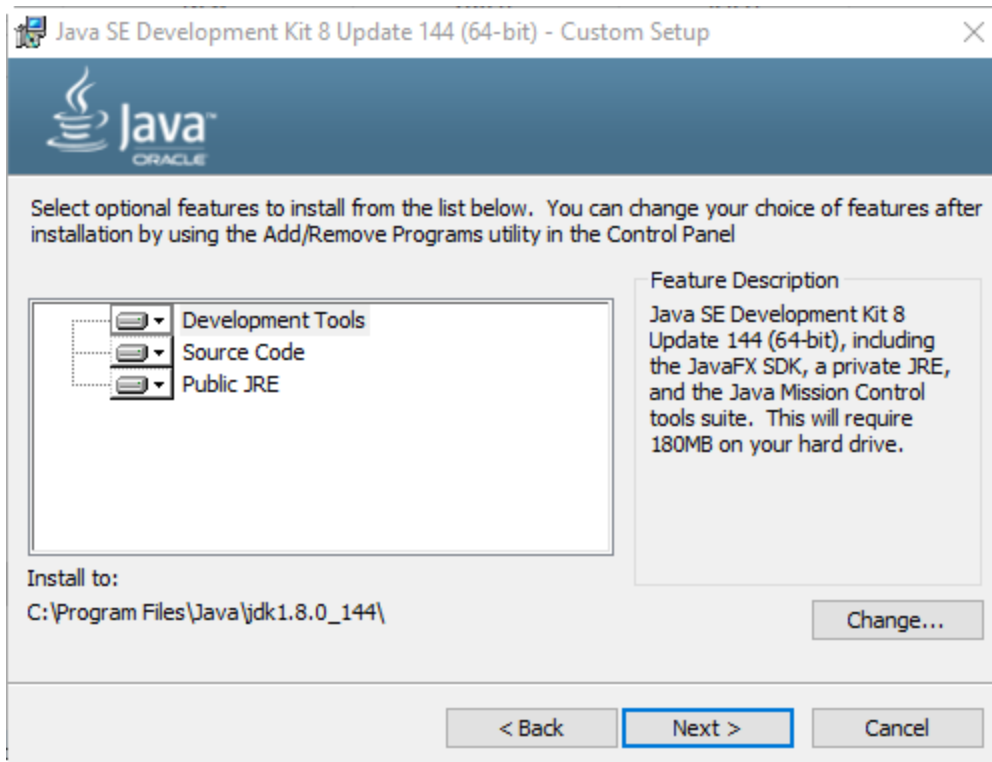 Java SE Development Kit 8 Update 144 (64-bit) - Custom Setup
Java™
ORACLE
Select optional features to install from the list below.  You can change your choice of features after
installation by using the Add/Remove Programs utility in the Control Panel
Development Tools
Source Code
Public JRE
Feature Description
Java SE Development Kit 8
Update 144 (64-bit), including
the JavaFX SDK, a private JRE,
and the Java Mission Control
tools suite.  This will require
180MB on your hard drive.
Install to:
C:\Program Files\Java\jdk1.8.0_144\
Change...
< Back
Next >
Cancel